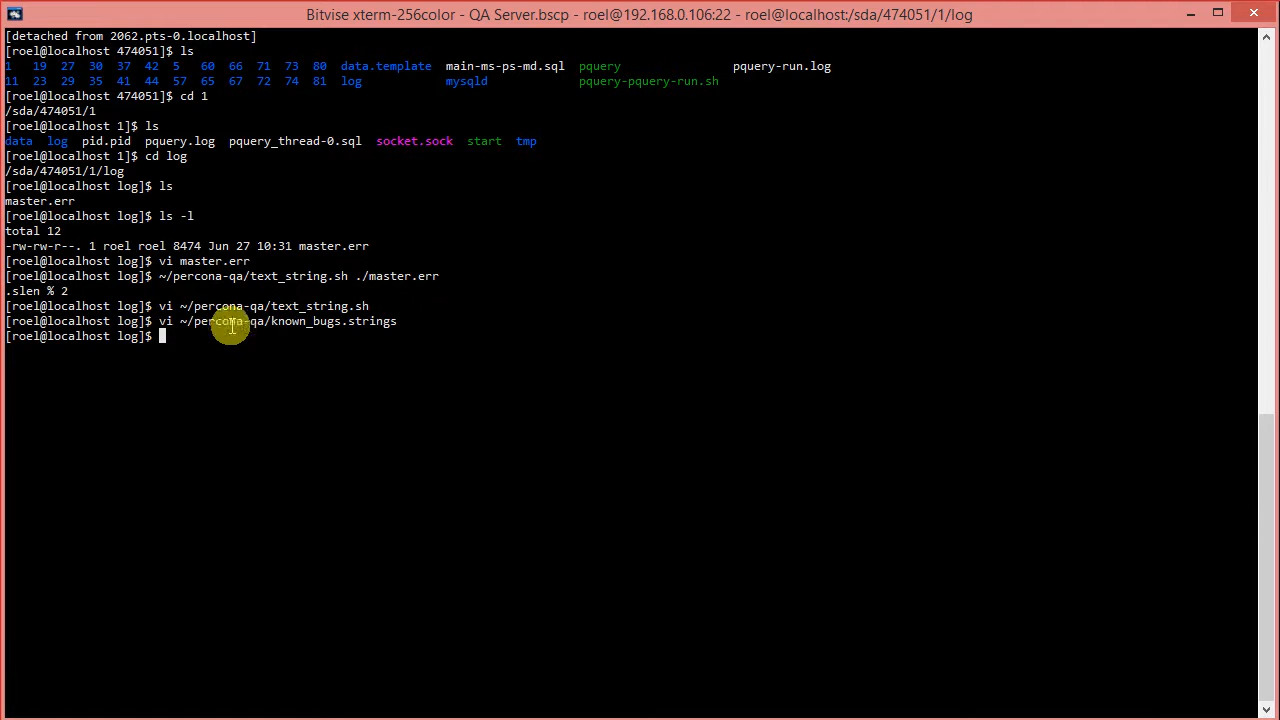 Bitvise xterm-256color - QA Server.bscp - roel@192.168.0.106:22 - roel@localhost:/sda/474051/1/log
[detached from 2062.pts-0.localhost]
[roel@localhost 474051]$ ls
1   19  27  30  37  42  5   60  66  71  73  80  data.template  main-ms-ps-md.sql  pquery                pquery-run.log
11  23  29  35  41  44  57  65  67  72  74  81  log            mysqld             pquery-pquery-run.sh
[roel@localhost 474051]$ cd 1
/sda/474051/1
[roel@localhost 1]$ ls
data  log  pid.pid  pquery.log  pquery_thread-0.sql  socket.sock  start  tmp
[roel@localhost 1]$ cd log
/sda/474051/1/log
[roel@localhost log]$ ls
master.err
[roel@localhost log]$ ls -l
total 12
-rw-rw-r--. 1 roel roel 8474 Jun 27 10:31 master.err
[roel@localhost log]$ vi master.err
[roel@localhost log]$ ~/percona-qa/text_string.sh ./master.err
.slen % 2
[roel@localhost log]$ vi ~/percona-qa/text_string.sh
[roel@localhost log]$ vi ~/percona-qa/known_bugs.strings
[roel@localhost log]$